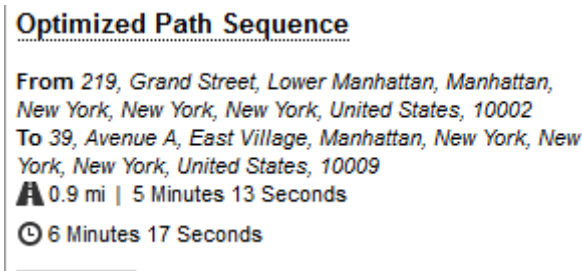 Optimized Path Sequence
From 219, Grand Street, Lower Manhattan, Manhattan,
New York, New York, New York, United States, 10002
To 39, Avenue A, East Village, Manhattan, New York, New
York, New York, United States, 10009
0.9 mi | 5 Minutes 13 Seconds
6 Minutes 17 Seconds